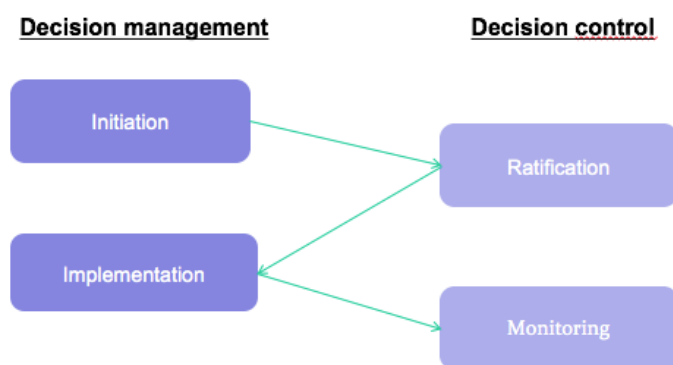 Decision management
Decision control
Initiation
Ratification
Implementation
Monitoring